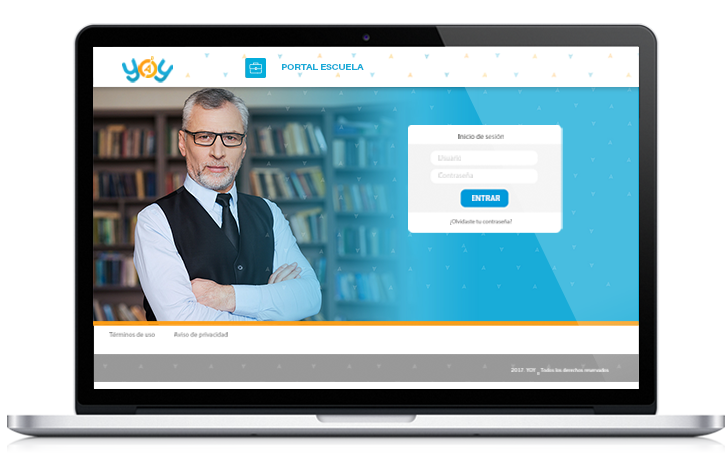 yoy
PORTAL ESCUELA
Inicio de sesión
Usuario
Contraseña
ENTRAR
¿Olvidaste tu contraseña?
Términos de uso
Aviso de privacidad
2017 YOY , Todos los derechos reservados